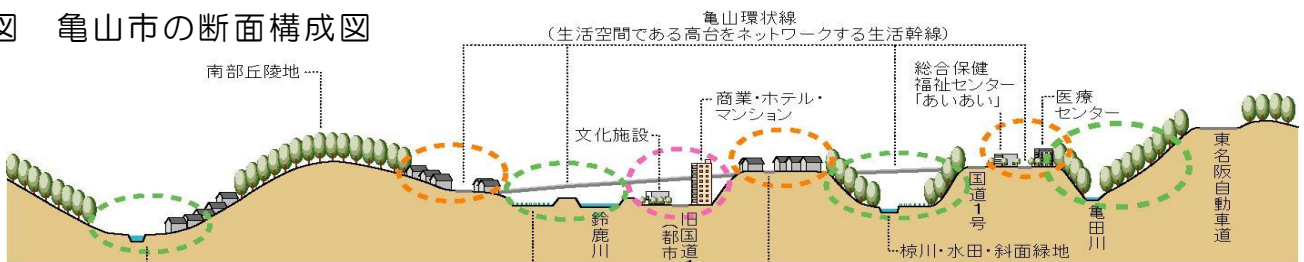 図 亀山市の断面構成図
亀山環状線
(生活空間である高台をネットワークする生活幹線)
南部丘陵地
商業・ホテル・
マンション
文化施設
総合保健
福祉センター
「あいあい」
医療
センター
鈴鹿川
旧国道1
(都市
国道1号
椋川・水田・斜面緑地
亀田川
東名阪自動車道